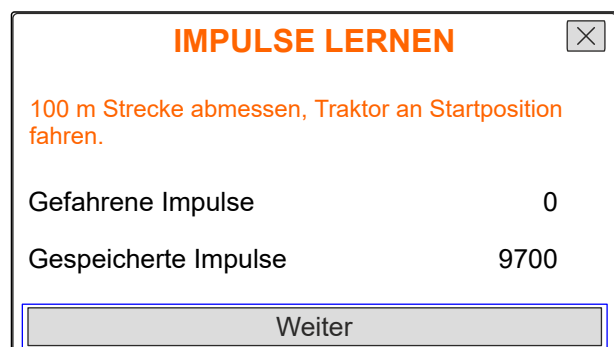 IMPULSE LERNEN
100 m Strecke abmessen, Traktor an Startposition
fahren.
Gefahrene Impulse 0
Gespeicherte Impulse 9700
Weiter